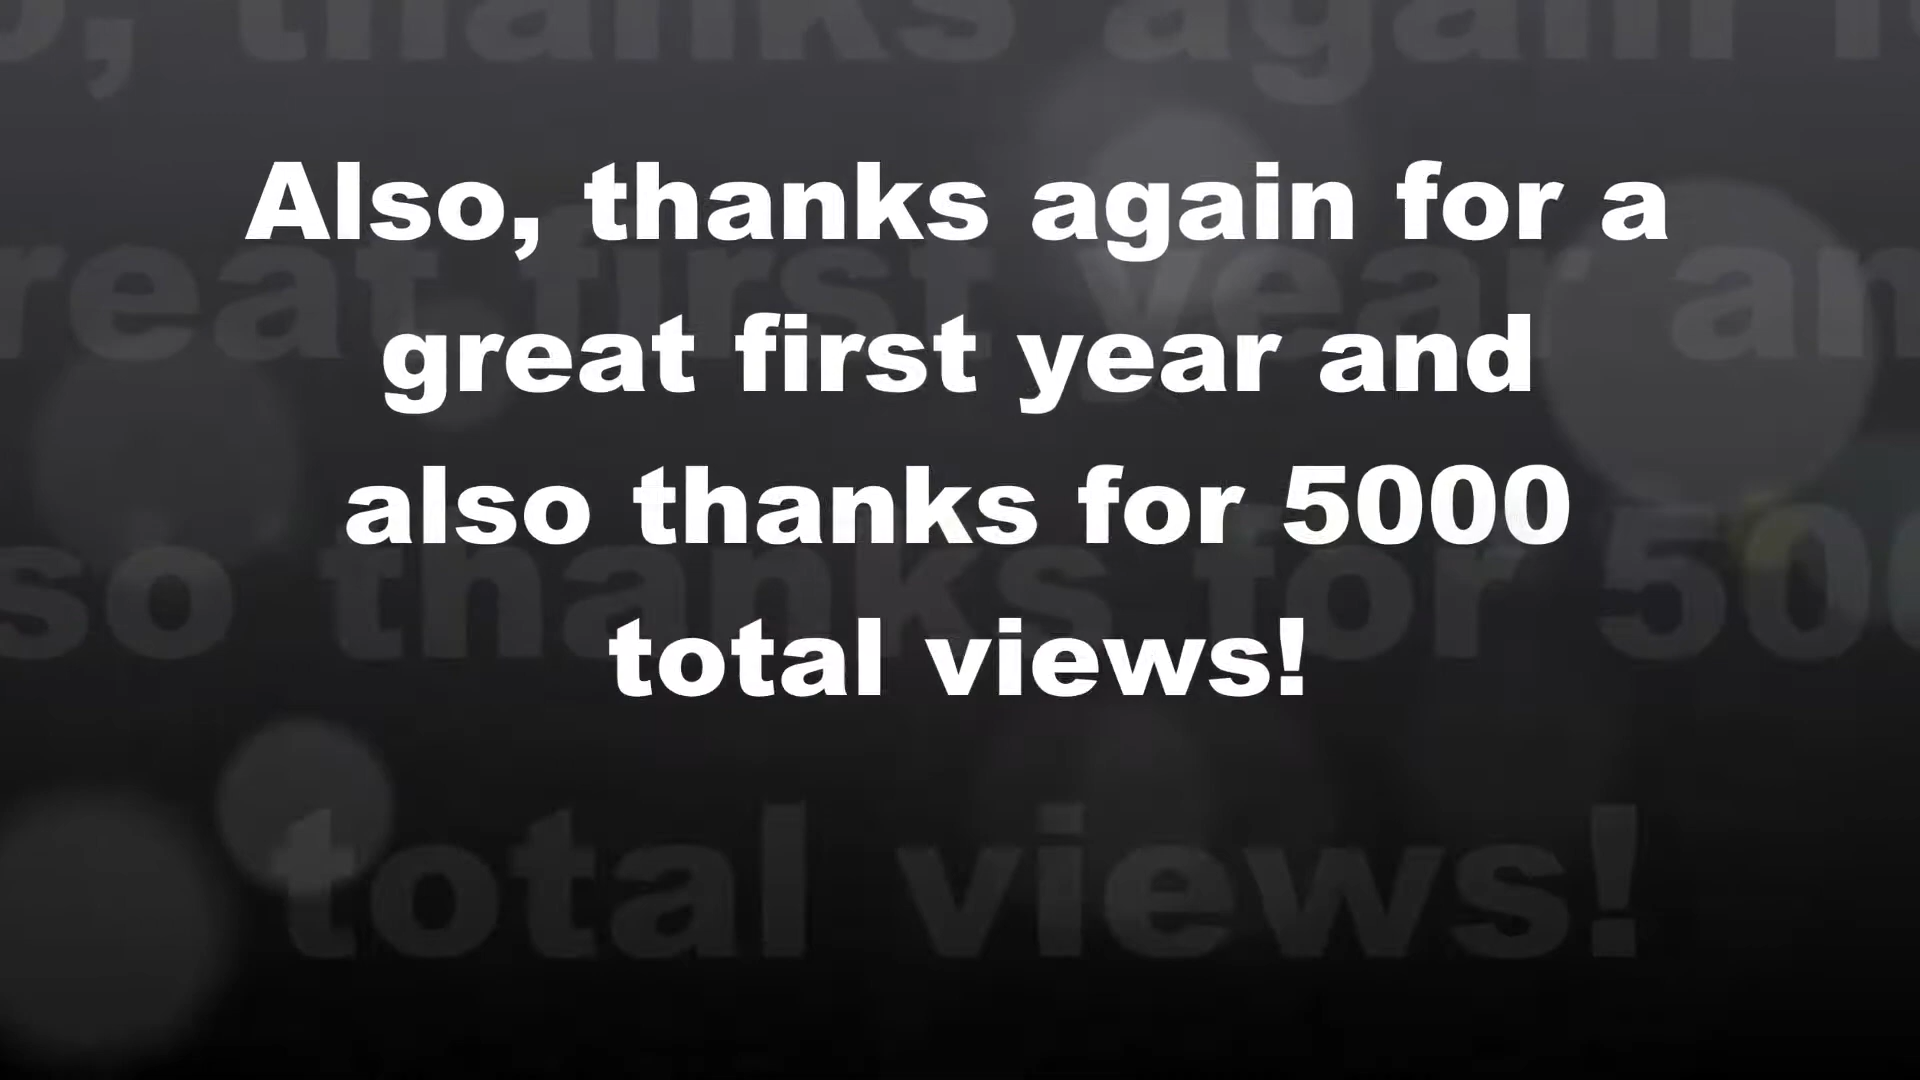 Also, thanks again for a
great first year and
also thanks for 5000
total views!